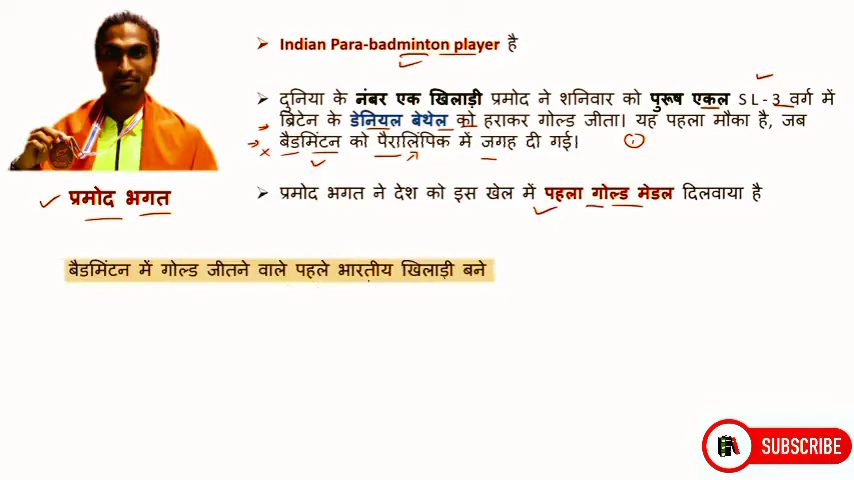 Indian Para-badminton player है
दुनिया के नंबर एक खिलाड़ी प्रमोद ने शनिवार को पुरूष एकल SL-3 वर्ग में
ब्रिटेन के डेनियल बेथेल को हराकर गोल्ड जीता। यह पहला मौका है, जब
बैडमिंटन को पैरालिंपिक में जगह दी गई।
प्रमोद भगत
प्रमोद भगत ने देश को इस खेल में पहला गोल्ड मेडल दिलवाया है
बैडमिंटन में गोल्ड जीतने वाले पहले भारतीय खिलाड़ी बने
SUBSCRIBE